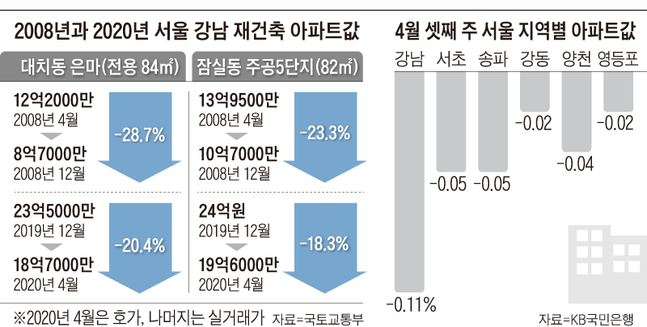 2008년과 2020년 서울 강남 재건축 아파트값
대치동 은마(전용 84㎡)
12억2000만
2008년 4월
8억7000만
2008년 12월
-28.7%
23억5000만
2019년 12월
18억7000만
2020년 4월
-20.4%
잠실동 주공5단지(82㎡)
13억9500만
2008년 4월
10억7000만
2008년 12월
-23.3%
24억원
2019년 12월
19억6000만
2020년 4월
-18.3%
※2020년 4월은 호가, 나머지는 실거래가 자료=국토교통부
4월 셋째 주 서울 지역별 아파트값
강남 서초 송파 강동 양천 영등포
-0.11% -0.05 -0.05 -0.02 -0.04 -0.02
자료=KB국민은행